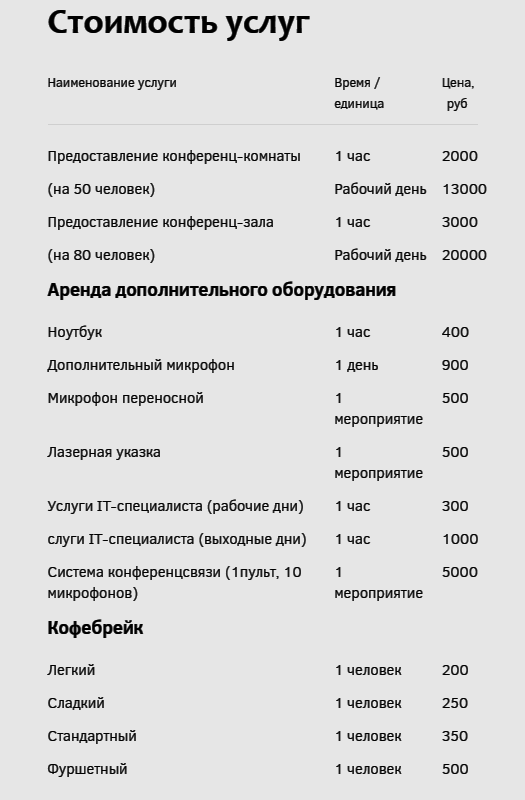 Стоимость услуг
Наименование услуги Время / Цена,
единица руб
Предоставление конференц-комнаты 1 час 2000
(на 50 человек) Рабочий день 13000
Предоставление конференц-зала 1 час 3000
(на 80 человек) Рабочий день 20000
Аренда дополнительного оборудования
Ноутбук 1 час 400
Дополнительный микрофон 1 день 900
Микрофон переносной 1 500
мероприятие
Лазерная указка 1 500
мероприятие
Услуги IT-специалиста (рабочие дни) 1 час 300
слуги IT-специалиста (выходные дни) 1 час 1000
Система конференцсвязи (1пульт, 10 1 5000
микрофонов) мероприятие
Кофебрейк
Легкий 1 человек 200
Сладкий 1 человек 250
Стандартный 1 человек 350
Фуршетный 1 человек 500